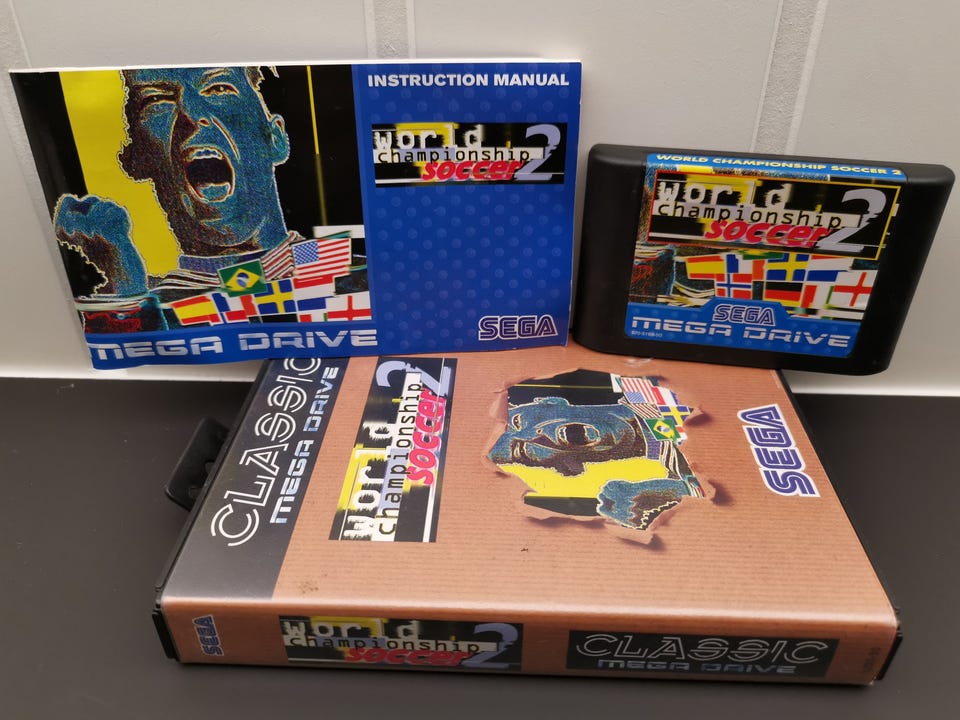 INSTRUCTION MANUAL
world
championship
soccer 2
SEGA
MEGA DRIVE
WORLD CHAMPIONSHIP SOCCER 2
world
championship
soccer 2
SEGA
MEGA DRIVE
CLASSIC
MEGA DRIVE
world
championship
soccer 2
SEGA
SEGA
world
championship
soccer 2
CLASSIC
MEGA DRIVE